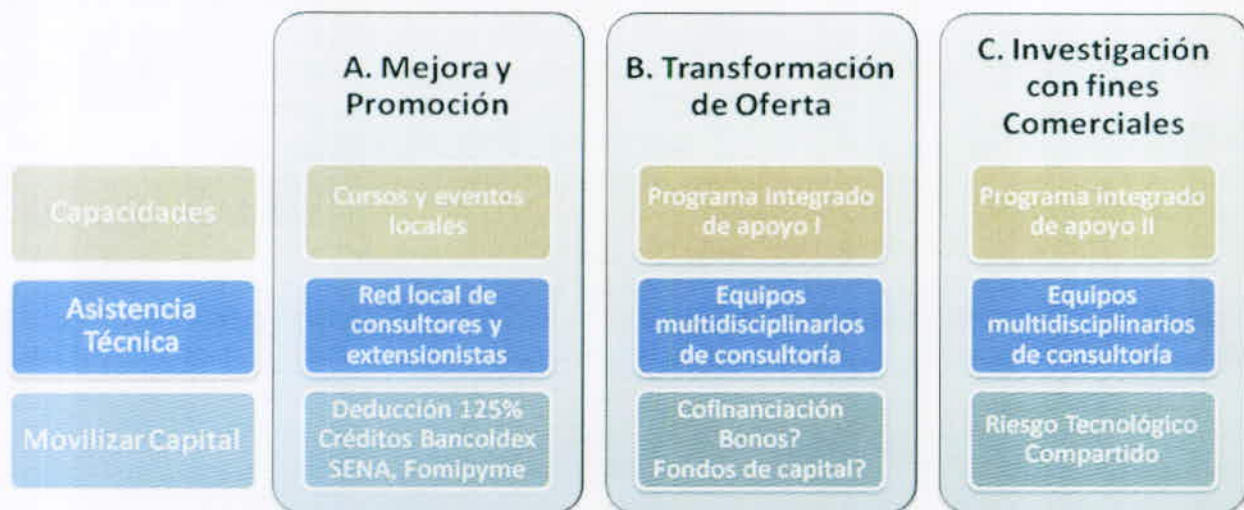 A. Mejora y
Promoción
B. Transformación
de Oferta
C. Investigación
con fines
Comerciales
Capacidades
Cursos y eventos
locales
Programa integrado
de apoyo I
Programa integrado
de apoyo II
Asistencia
Técnica
Red local de
consultores y
extensionistas
Equipos
multidisciplinarios
de consultoría
Equipos
multidisciplinarios
de consultoría
Movilizar Capital
Deducción 125%
Créditos Bancoldex
SENA, Fomipyme
Cofinanciación
Bonos?
Fondos de capital?
Riesgo Tecnológico
Compartido